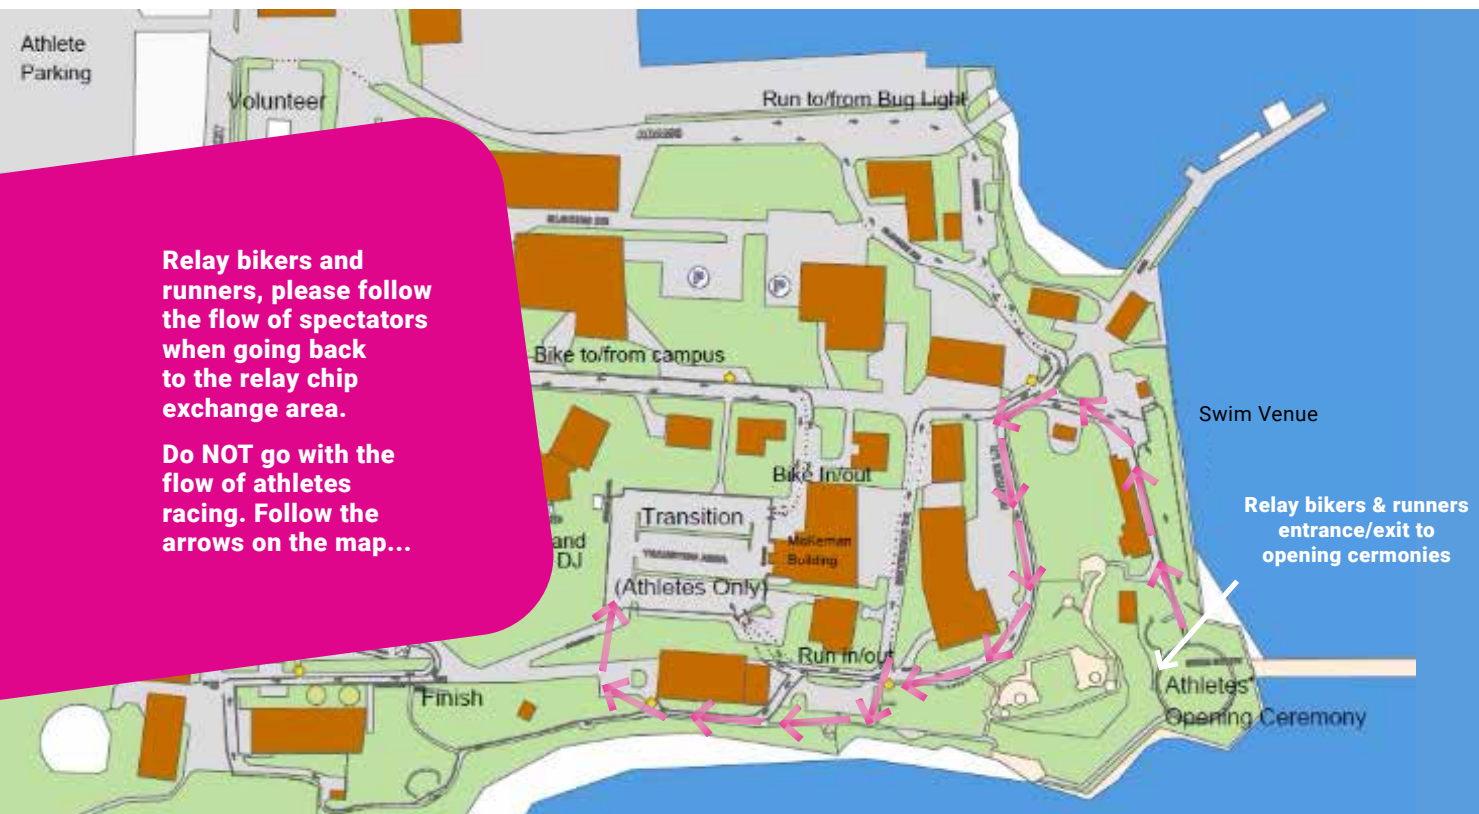 Athlete
Parking
Volunteer
Run to/from Bug Light
Relay bikers and
runners, please follow
the flow of spectators
when going back
to the relay chip
exchange area.
Do NOT go with the
flow of athletes
racing. Follow the
arrows on the map...
P
P
Bike to/from campus
Swim Venue
Bike In/out
Relay bikers & runners
entrance/exit to
opening cermonies
Transition
TRANSITION AREA
(Athletes Only)
and
DJ
McKernan
Building
Run in/out
Finish
Athletes'
Opening Ceremony